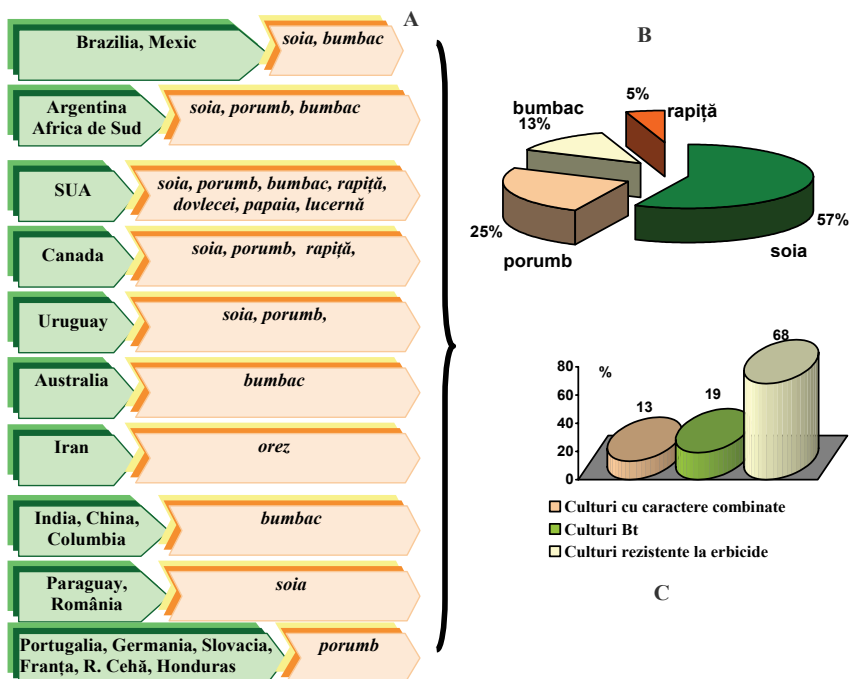 A
Brazilia, Mexic
soia, bumbac
Argentina
Africa de Sud
soia, porumb, bumbac
SUA
soia, porumb, bumbac, rapiță,
dovlecei, papaia, lucernă
Canada
soia, porumb, rapiță,
Uruguay
soia, porumb,
Australia
bumbac
Iran
orez
India, China,
Columbia
bumbac
Paraguay,
România
soia
Portugalia, Germania, Slovacia,
Franța, R. Cehă, Honduras
porumb
B
5%
rapiță
bumbac
13%
25%
porumb
57%
soia
%
80
60
40
20
0
13
19
68
Culturi cu caractere combinate
Culturi Bt
Culturi rezistente la erbicide
C